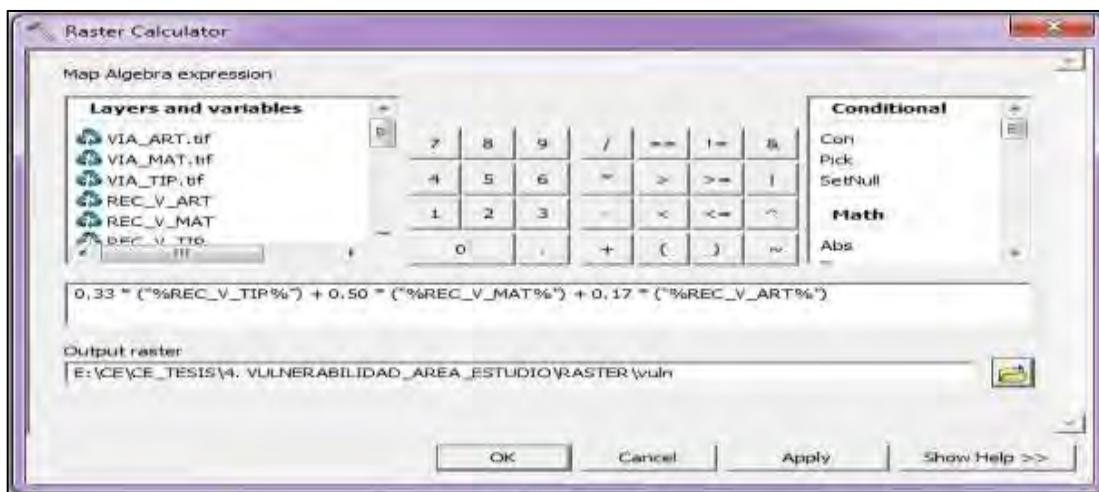 Raster Calculator
Map Algebra expression
Layers and variables
VIA_ART.tif
VIA_MAT.tif
VIA_TIP.tif
REC_V_ART
REC_V_MAT
REC_V_TIP
7 8 9 / == != &
4 5 6 * > >= |
1 2 3 - < <= ^
0 . + ( ) ~
Conditional
Con
Pick
SetNull
Math
Abs
0.33 * ("%REC_V_TIP%") + 0.50 * ("%REC_V_MAT%") + 0.17 * ("%REC_V_ART%")
Output raster
E:\CE\CE_TESIS\4. VULNERABILIDAD_AREA_ESTUDIO\RASTER\vuln
OK Cancel Apply Show Help >>